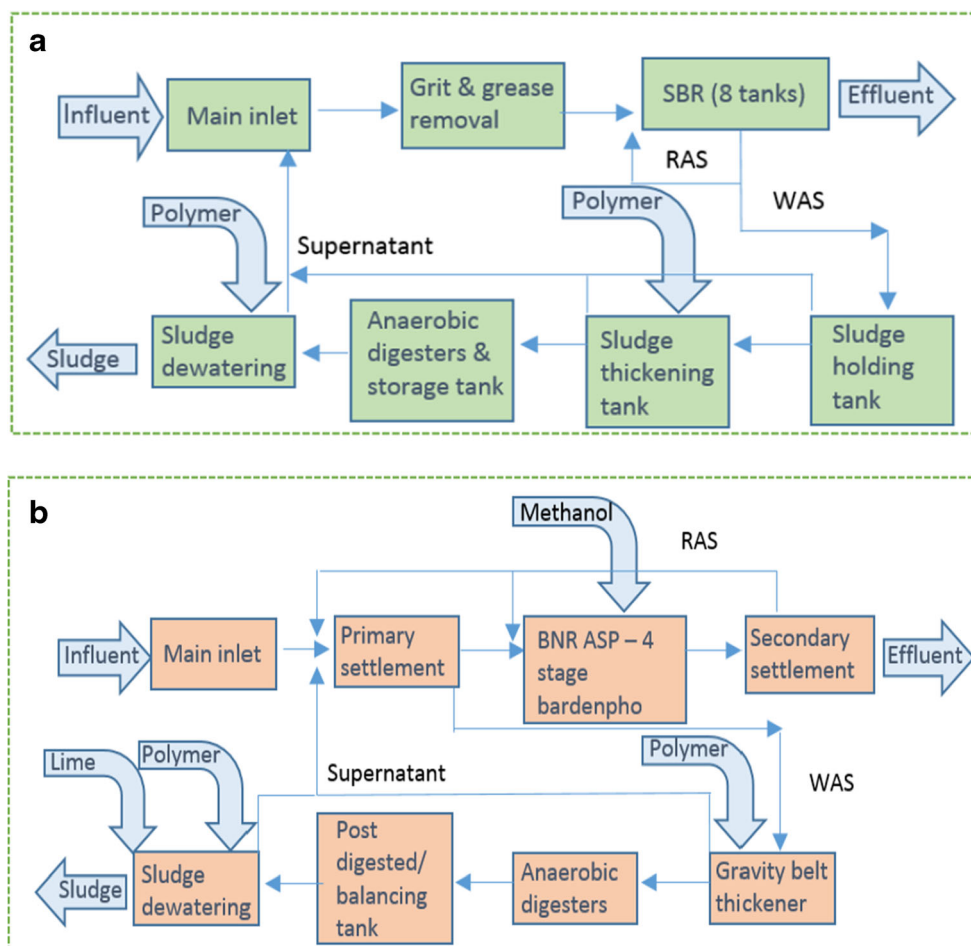 a
Influent
Main inlet
Grit & grease
removal
SBR (8 tanks)
Effluent
RAS
WAS
Polymer
Polymer
Supernatant
Sludge
Sludge
dewatering
Anaerobic
digesters &
storage tank
Sludge
thickening
tank
Sludge
holding
tank
b
Methanol
RAS
Influent
Main inlet
Primary
settlement
BNR ASP – 4
stage
bardenpho
Secondary
settlement
Effluent
Lime
Polymer
Supernatant
Polymer
WAS
Sludge
Sludge
dewatering
Post
digested/
balancing
tank
Anaerobic
digesters
Gravity belt
thickener